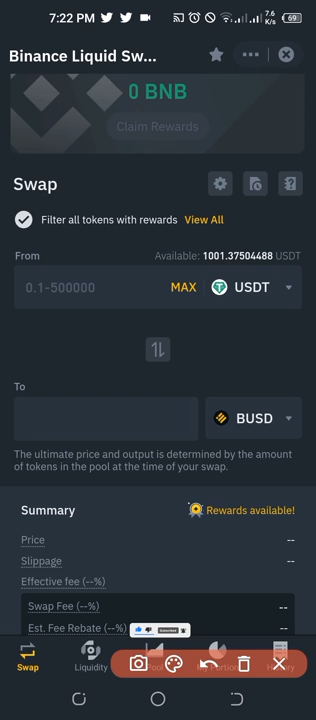 7:22 PM
7.6
K/s
69
Binance Liquid Sw...
0 BNB
Claim Rewards
Swap
Filter all tokens with rewards View All
From
Available: 1001.37504488 USDT
0.1-500000 MAX USDT
To
BUSD
The ultimate price and output is determined by the amount of tokens in the pool at the time of your swap.
Summary
Rewards available!
Price --
Slippage --
Effective fee (--%)
Swap Fee (--%) --
Est. Fee Rebate (--%) --
Subscribed
Swap
Liquidity